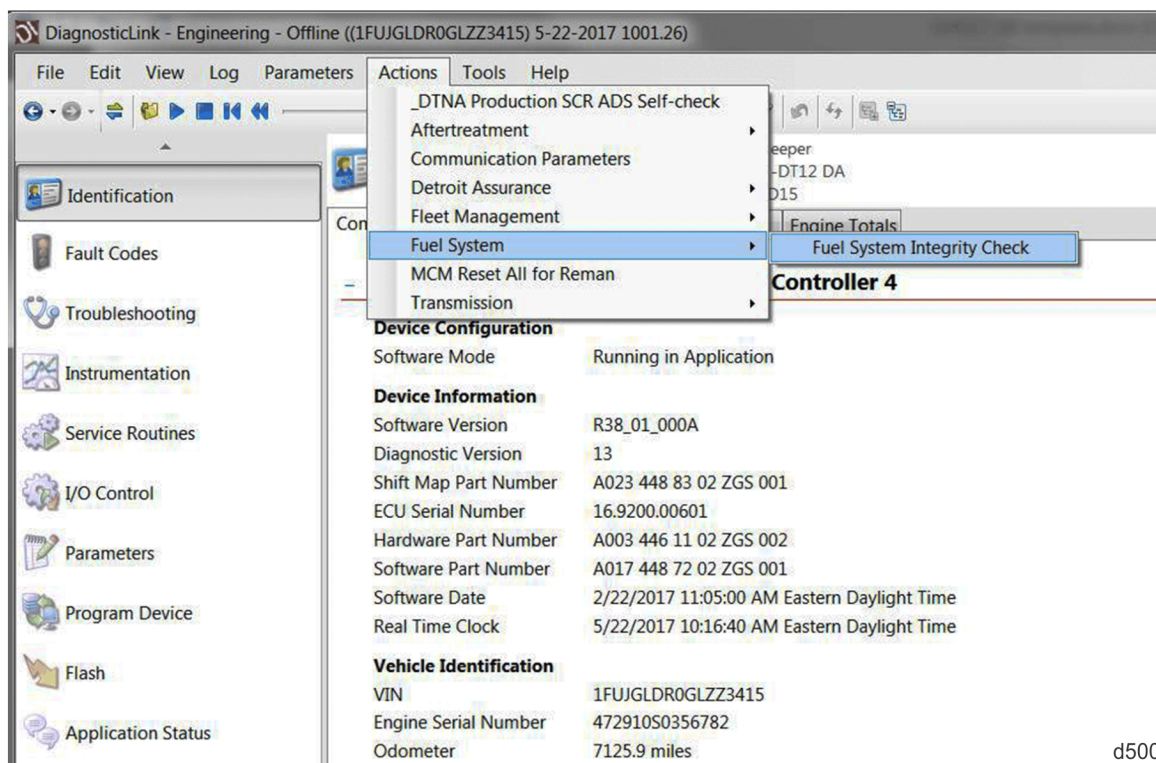 DiagnosticLink - Engineering - Offline ((1FUJGLDR0GLZZ3415) 5-22-2017 1001.26)
File Edit View Log Parameters Actions Tools Help
_DTNA Production SCR ADS Self-check
Aftertreatment
Communication Parameters
Detroit Assurance
Fleet Management
Fuel System
Fuel System Integrity Check
MCM Reset All for Reman
Transmission
-DT12 DA
D15
Engine Totals
Controller 4
Identification
Fault Codes
Troubleshooting
Instrumentation
Service Routines
I/O Control
Parameters
Program Device
Flash
Application Status
Device Configuration
Software Mode Running in Application
Device Information
Software Version R38_01_000A
Diagnostic Version 13
Shift Map Part Number A023 448 83 02 ZGS 001
ECU Serial Number 16.9200.00601
Hardware Part Number A003 446 11 02 ZGS 002
Software Part Number A017 448 72 02 ZGS 001
Software Date 2/22/2017 11:05:00 AM Eastern Daylight Time
Real Time Clock 5/22/2017 10:16:40 AM Eastern Daylight Time
Vehicle Identification
VIN 1FUJGLDR0GLZZ3415
Engine Serial Number 472910S0356782
Odometer 7125.9 miles
d500